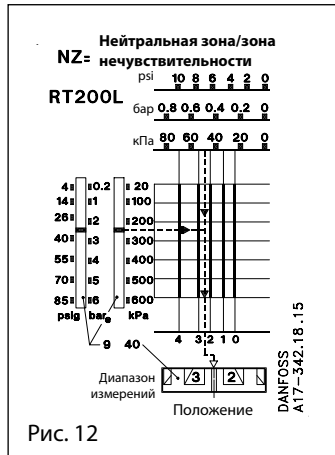 NZ= Нейтральная зона/зона
нечувствительности
psi 10 8 6 4 2 0
RT200L
бар 0.8 0.6 0.4 0.2 0
кПа 80 60 40 20 0
4 0.2 20
14 1 100
26 2 200
40 3 300
55 4 400
70 5 500
85 6 600
psig bar kPa
4 3 2 1 0
9 40
3 2
Диапазон
измерений
Положение
DANFOSS
A17-342.18.15
Рис. 12